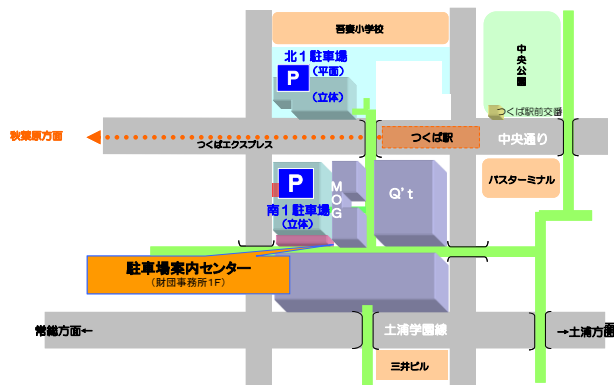 吾妻小学校
中央公園
北1駐車場
（平面）
P
（立体）
つくば駅前交番
秋葉原方面
つくばエクスプレス
つくば駅
中央通り
バスターミナル
P
南1駐車場
（立体）
MOG
Q't
駐車場案内センター
（財団事務所1F）
常総方面←
土浦学園線
→土浦方面
三井ビル